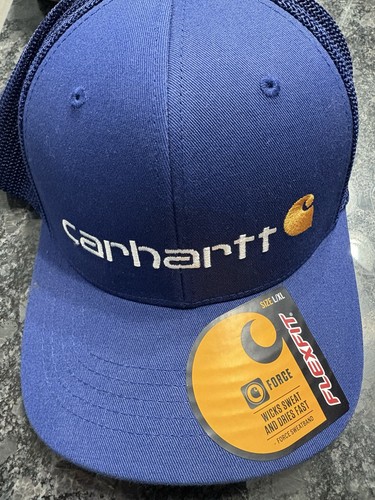 carhartt
SIZE L/XL
FLEXFIT
FORCE
WICKS SWEAT
AND DRIES FAST
· FORCE SWEATBAND